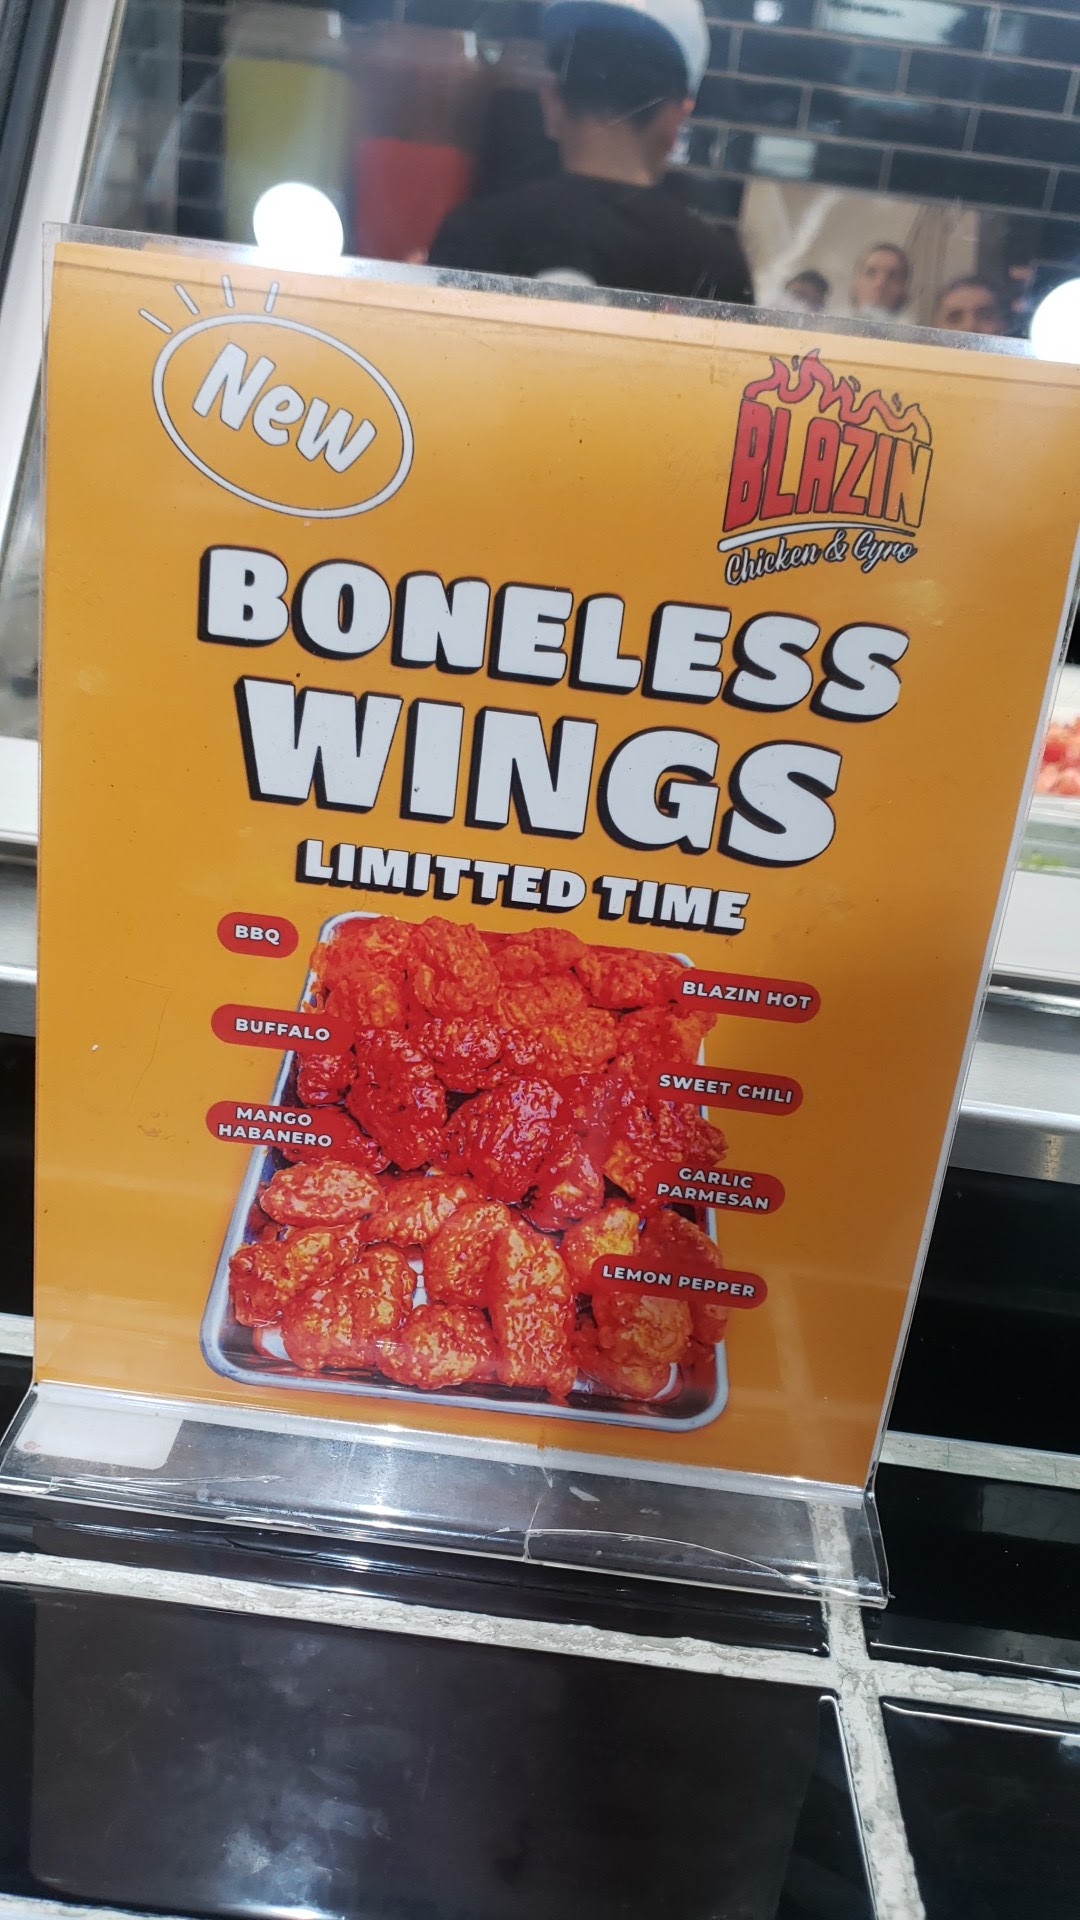 New
BLAZIN
Chicken & Gyro
BONELESS
WINGS
LIMITTED TIME
BBQ
BLAZIN HOT
BUFFALO
SWEET CHILI
MANGO
HABANERO
GARLIC
PARMESAN
LEMON PEPPER